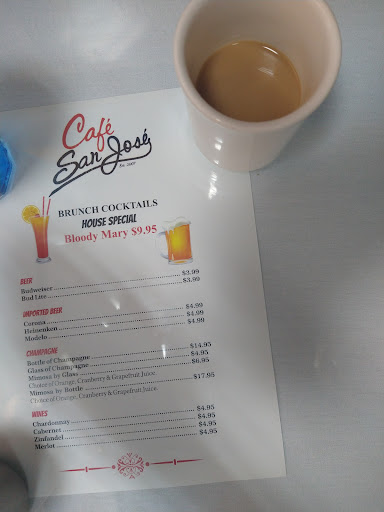 Café
San José
Est. 2007
BRUNCH COCKTAILS
HOUSE SPECIAL
Bloody Mary $9.95
BEER
Budweiser $3.99
Bud Lite $3.99
IMPORTED BEER
Corona $4.99
Heineken $4.99
Modelo $4.99
CHAMPAGNE
Bottle of Champagne $14.95
Glass of Champagne $4.95
Mimosa by Glass $6.95
Choice of Orange, Cranberry & Grapefruit Juice.
Mimosa by Bottle $17.95
Choice of Orange, Cranberry & Grapefruit Juice.
WINES
Chardonnay $4.95
Cabernet $4.95
Zinfandel $4.95
Merlot $4.95